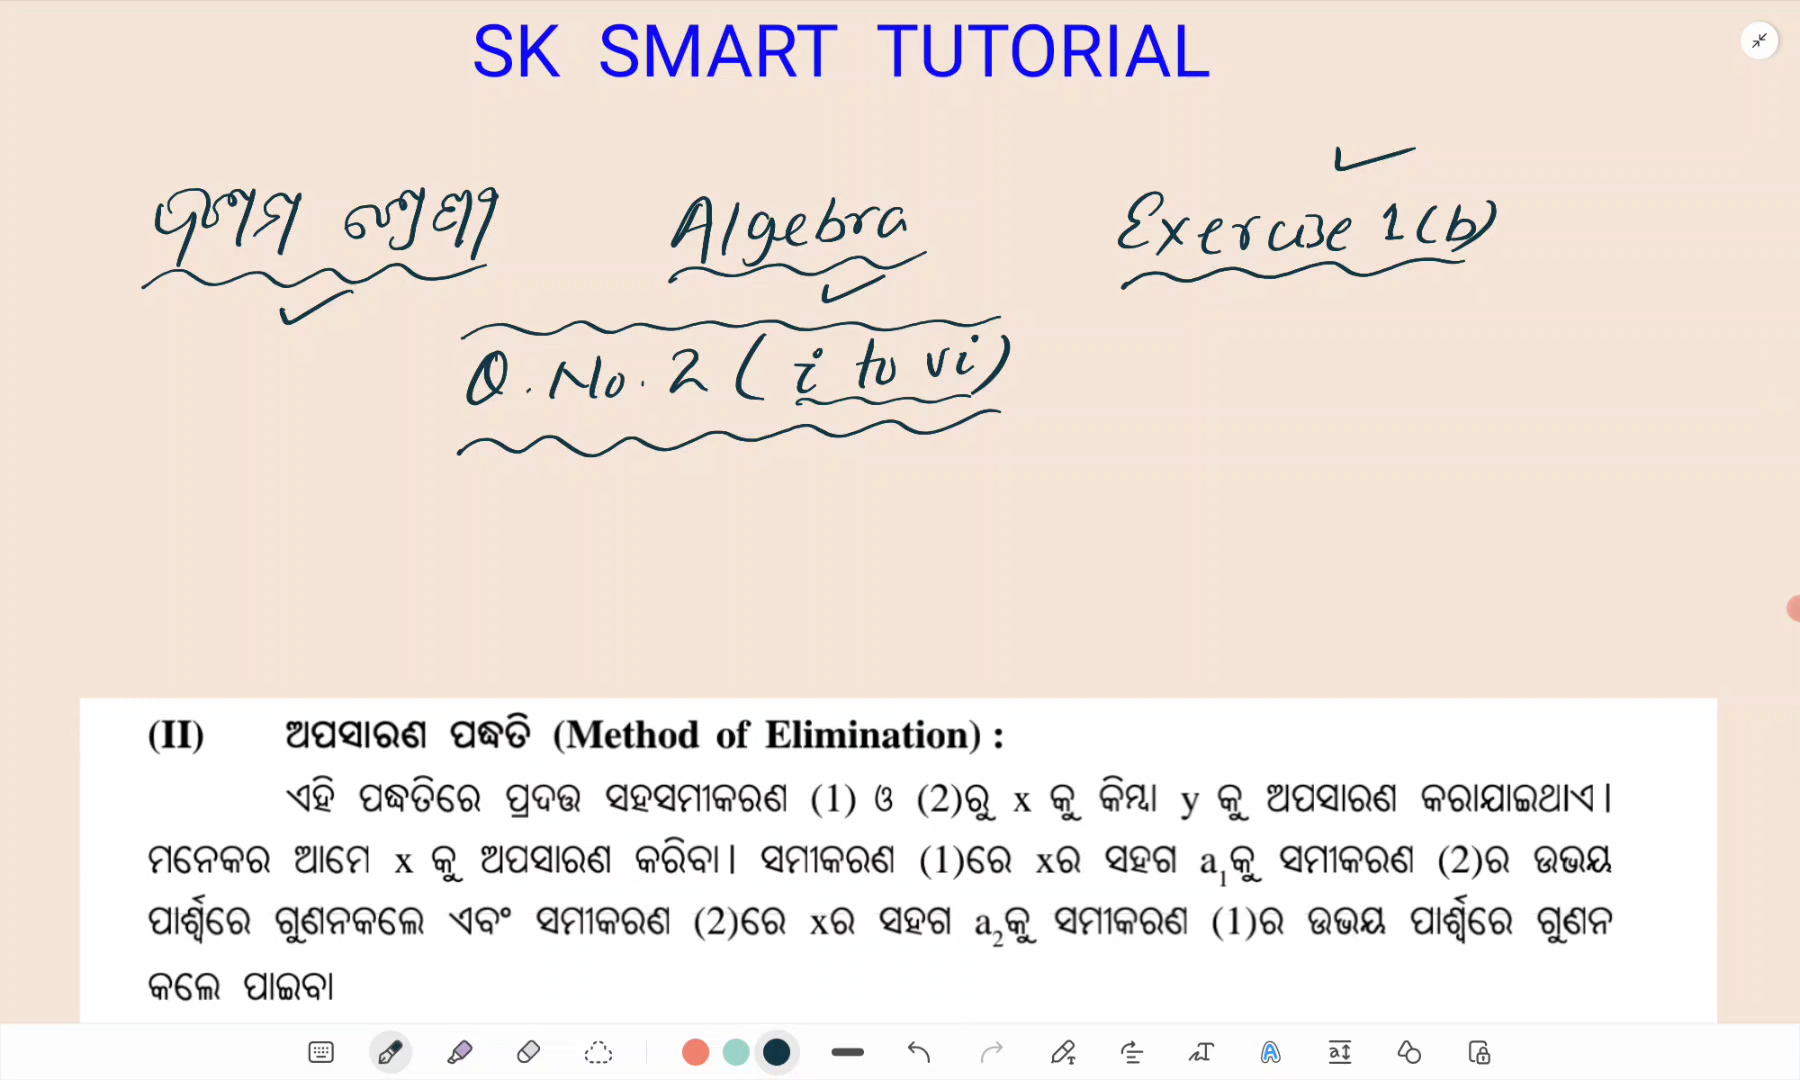 SK SMART TUTORIAL
ଦଶମ ଶ୍ରେଣୀ Algebra Exercise 1(b)
Q. No. 2 ( i to vi )
(II) ଅପସାରଣ ପଦ୍ଧତି (Method of Elimination) :
ଏହି ପଦ୍ଧତିରେ ପ୍ରଦତ୍ତ ସହସମୀକରଣ (1) ଓ (2)ରୁ x କୁ କିମ୍ବା y କୁ ଅପସାରଣ କରାଯାଇଥାଏ।
ମନେକର ଆମେ x କୁ ଅପସାରଣ କରିବା। ସମୀକରଣ (1)ରେ xର ସହଗ a₁କୁ ସମୀକରଣ (2)ର ଉଭୟ
ପାର୍ଶ୍ୱରେ ଗୁଣନକଲେ ଏବଂ ସମୀକରଣ (2)ରେ xର ସହଗ a₂କୁ ସମୀକରଣ (1)ର ଉଭୟ ପାର୍ଶ୍ୱରେ ଗୁଣନ
କଲେ ପାଇବା